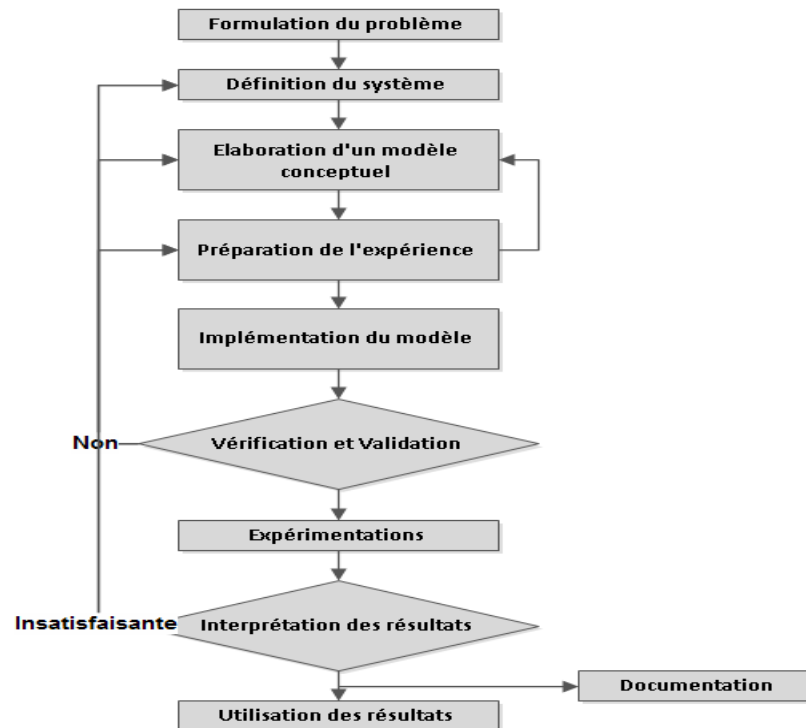 Formulation du problème
Définition du système
Elaboration d'un modèle
conceptuel
Préparation de l'expérience
Implémentation du modèle
Non
Vérification et Validation
Expérimentations
Insatisfaisante
Interprétation des résultats
Documentation
Utilisation des résultats